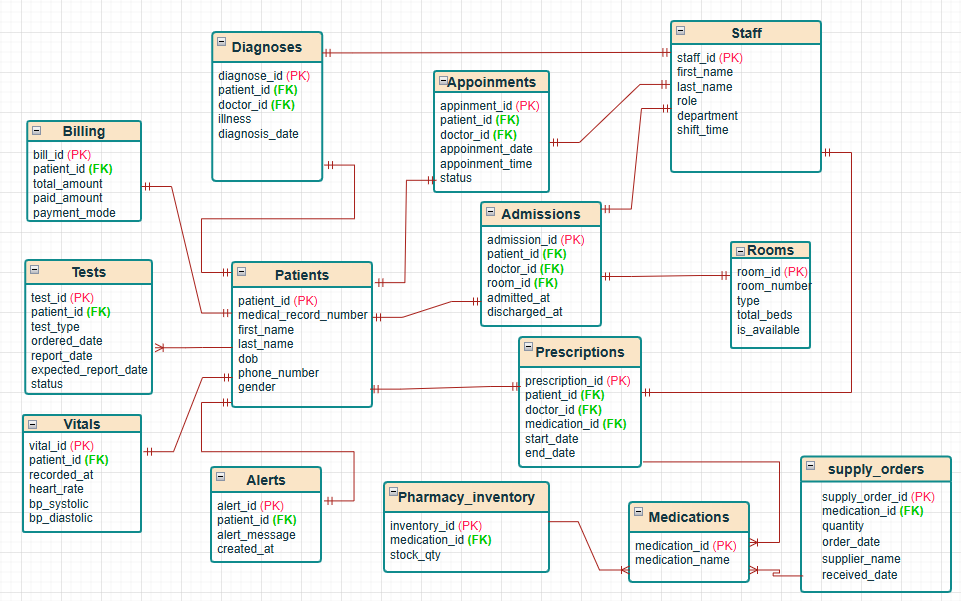 Diagnoses
diagnose_id (PK)
patient_id (FK)
doctor_id (FK)
illness
diagnosis_date
Staff
staff_id (PK)
first_name
last_name
role
department
shift_time
Appoinments
appinment_id (PK)
patient_id (FK)
doctor_id (FK)
appoinment_date
appoinment_time
status
Billing
bill_id (PK)
patient_id (FK)
total_amount
paid_amount
payment_mode
Admissions
admission_id (PK)
patient_id (FK)
doctor_id (FK)
room_id (FK)
admitted_at
discharged_at
Rooms
room_id (PK)
room_number
type
total_beds
is_available
Tests
test_id (PK)
patient_id (FK)
test_type
ordered_date
report_date
expected_report_date
status
Patients
patient_id (PK)
medical_record_number
first_name
last_name
dob
phone_number
gender
Prescriptions
prescription_id (PK)
patient_id (FK)
doctor_id (FK)
medication_id (FK)
start_date
end_date
Vitals
vital_id (PK)
patient_id (FK)
recorded_at
heart_rate
bp_systolic
bp_diastolic
Alerts
alert_id (PK)
patient_id (FK)
alert_message
created_at
Pharmacy_inventory
inventory_id (PK)
medication_id (FK)
stock_qty
Medications
medication_id (PK)
medication_name
supply_orders
supply_order_id (PK)
medication_id (FK)
quantity
order_date
supplier_name
received_date